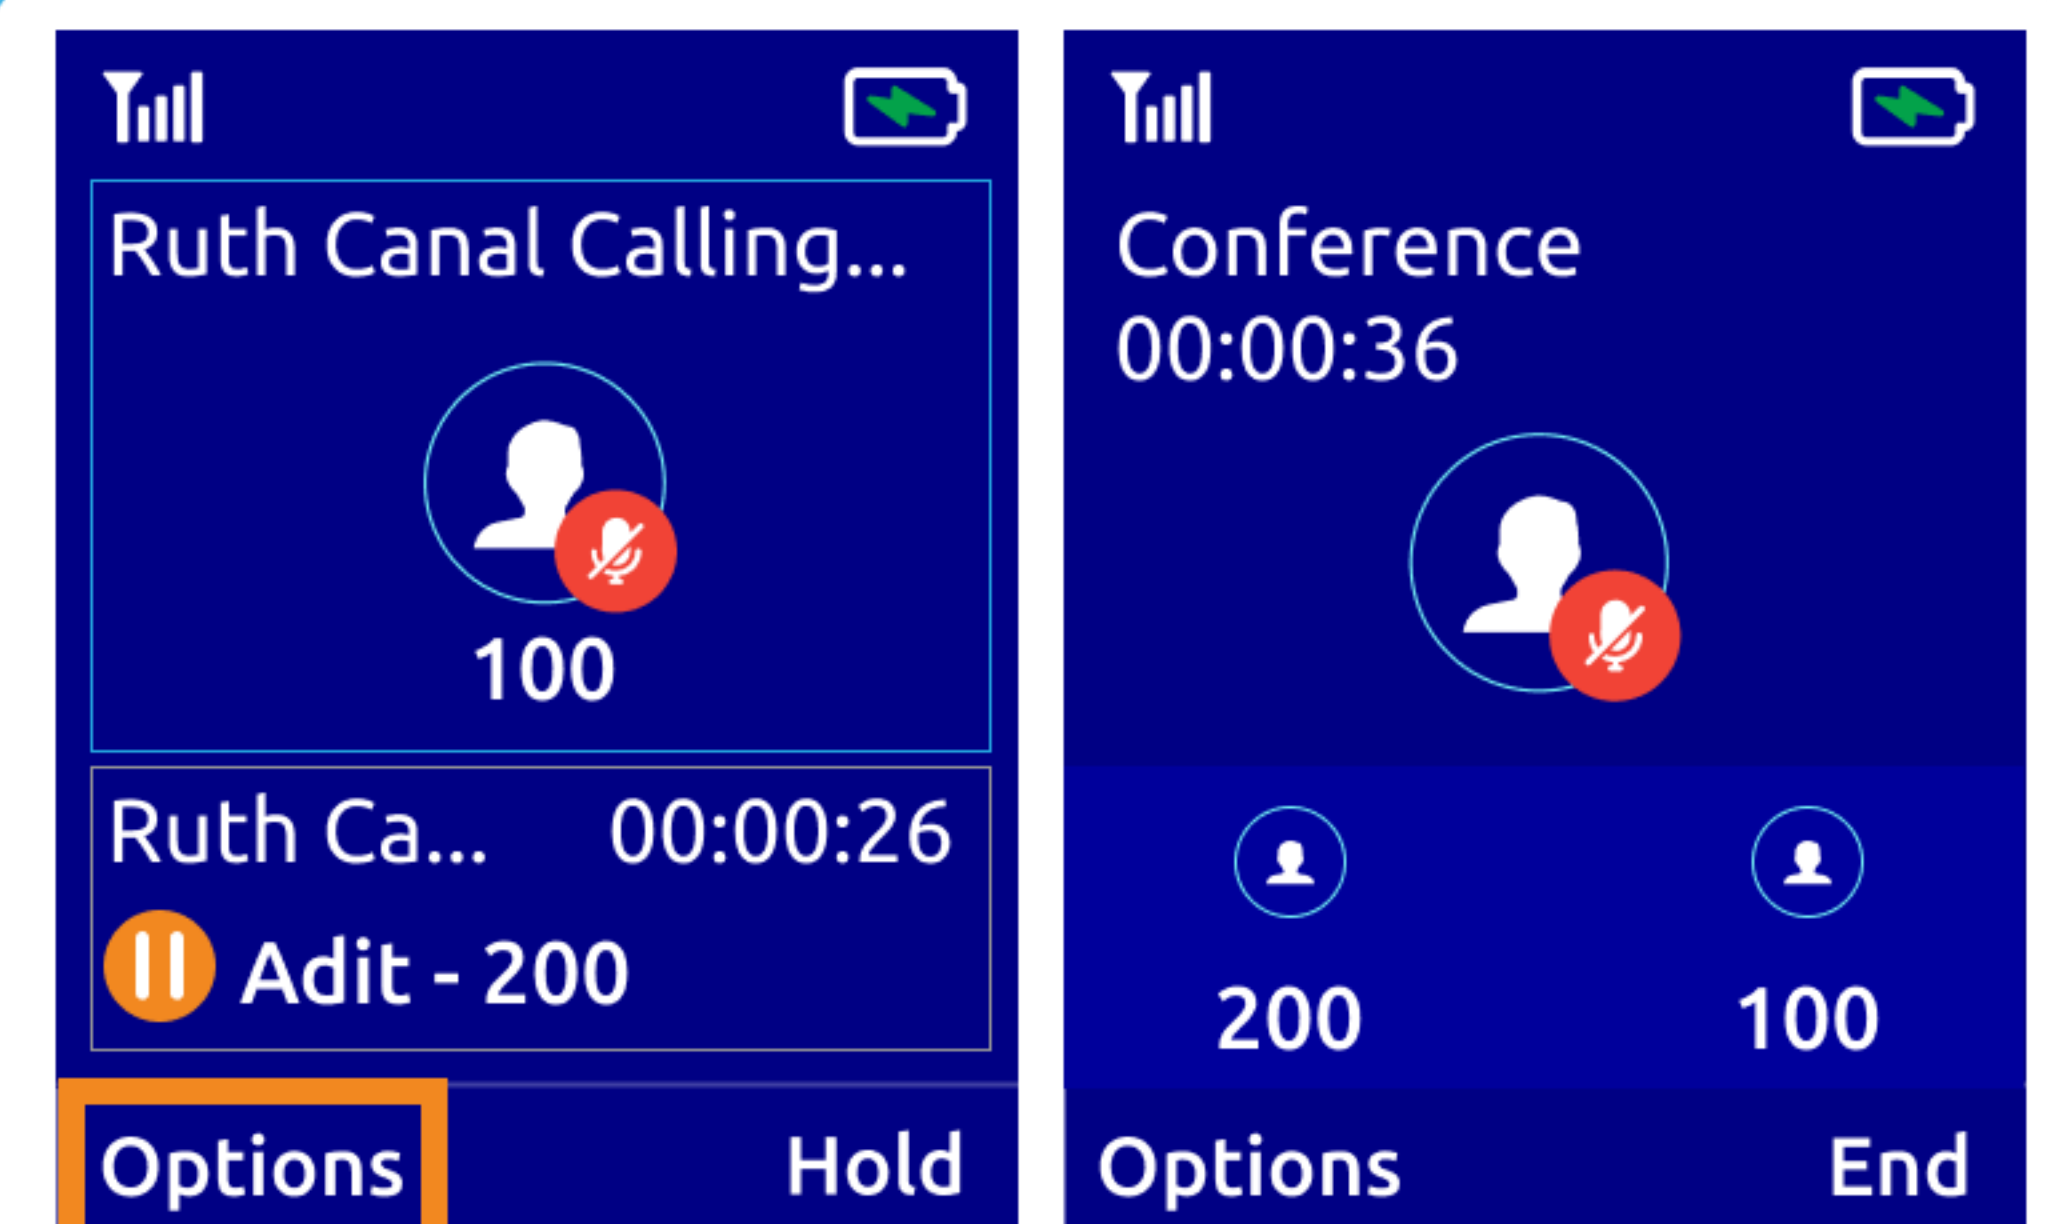 Ruth Canal Calling...
100
Ruth Ca... 00:00:26
Adit - 200
Options Hold
Conference
00:00:36
200 100
Options End